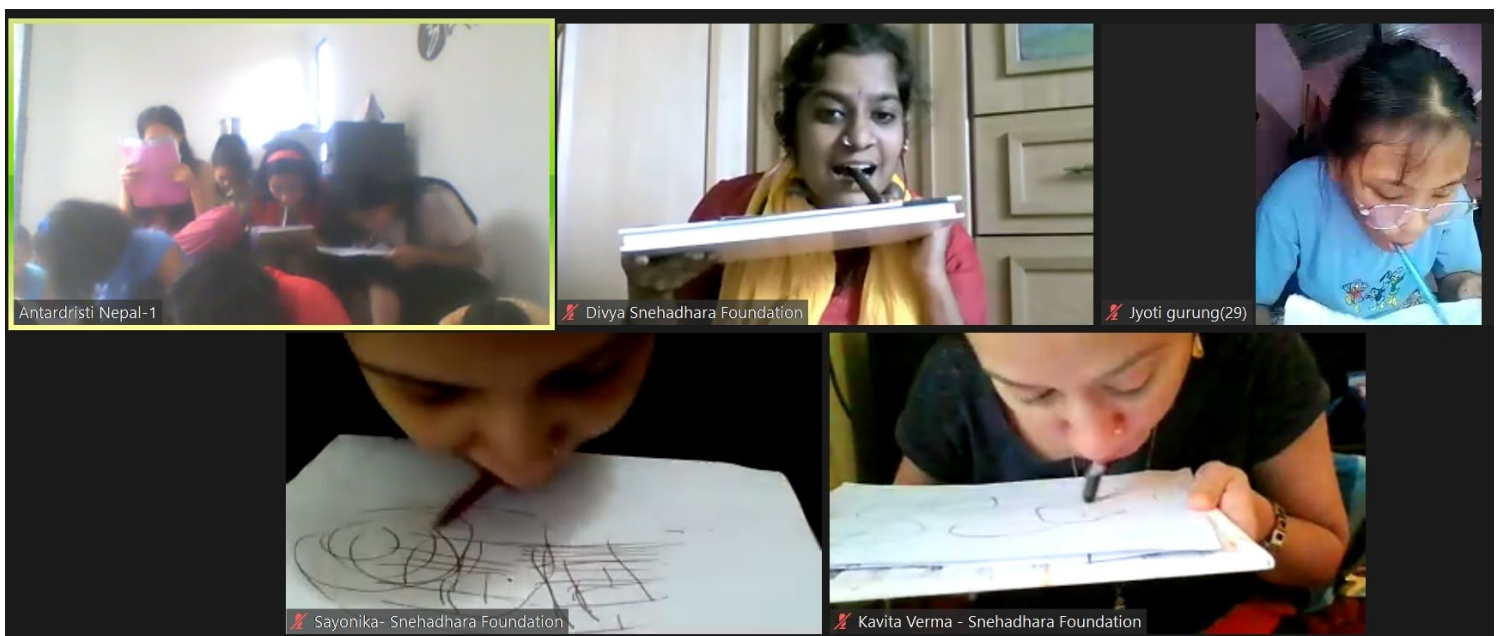 Antardristi Nepal-1
Divya Snehadhara Foundation
Jyoti gurung(29)
Sayonika- Snehadhara Foundation
Kavita Verma - Snehadhara Foundation